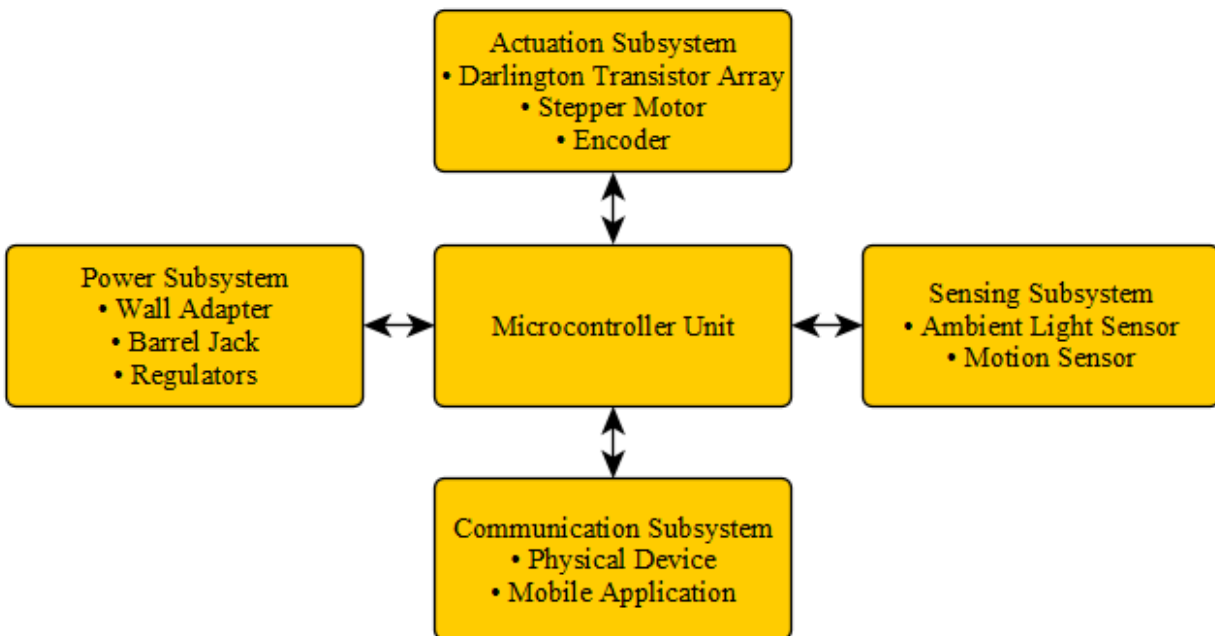 Actuation Subsystem
• Darlington Transistor Array
• Stepper Motor
• Encoder
Power Subsystem
• Wall Adapter
• Barrel Jack
• Regulators
Microcontroller Unit
Sensing Subsystem
• Ambient Light Sensor
• Motion Sensor
Communication Subsystem
• Physical Device
• Mobile Application